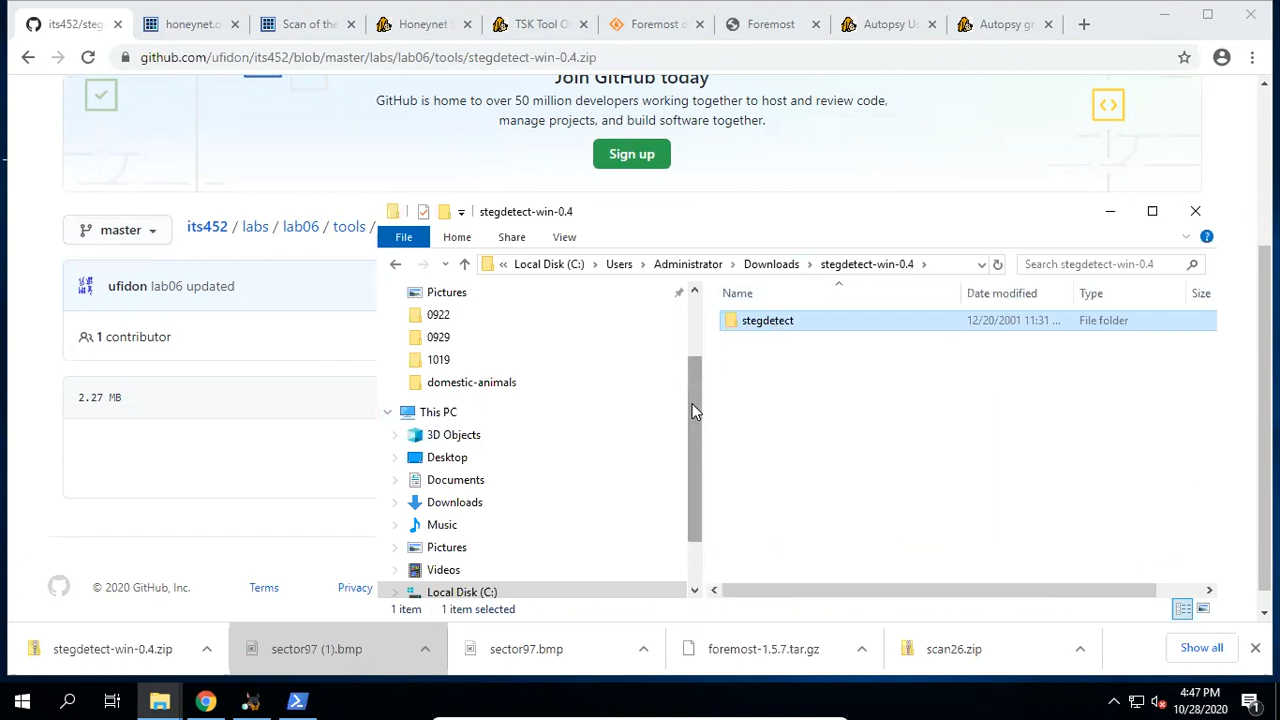 its452/steg
honeynet.o
Scan of the
Honeynet S
TSK Tool O
Foremost o
Foremost
Autopsy Us
Autopsy gr
github.com/ufidon/its452/blob/master/labs/lab06/tools/stegdetect-win-0.4.zip
Join GitHub today
GitHub is home to over 50 million developers working together to host and review code,
manage projects, and build software together.
Sign up
master
its452 / labs / lab06 / tools /
ufidon lab06 updated
1 contributor
2.27 MB
© 2020 GitHub, Inc.
Terms
Privacy
stegdetect-win-0.4
File
Home
Share
View
« Local Disk (C:) › Users › Administrator › Downloads › stegdetect-win-0.4 ›
Search stegdetect-win-0.4
Pictures
0922
0929
1019
domestic-animals
This PC
3D Objects
Desktop
Documents
Downloads
Music
Pictures
Videos
Local Disk (C:)
Name
Date modified
Type
Size
stegdetect
12/20/2001 11:31 ...
File folder
1 item
1 item selected
stegdetect-win-0.4.zip
sector97 (1).bmp
sector97.bmp
foremost-1.5.7.tar.gz
scan26.zip
Show all
4:47 PM
10/28/2020
1